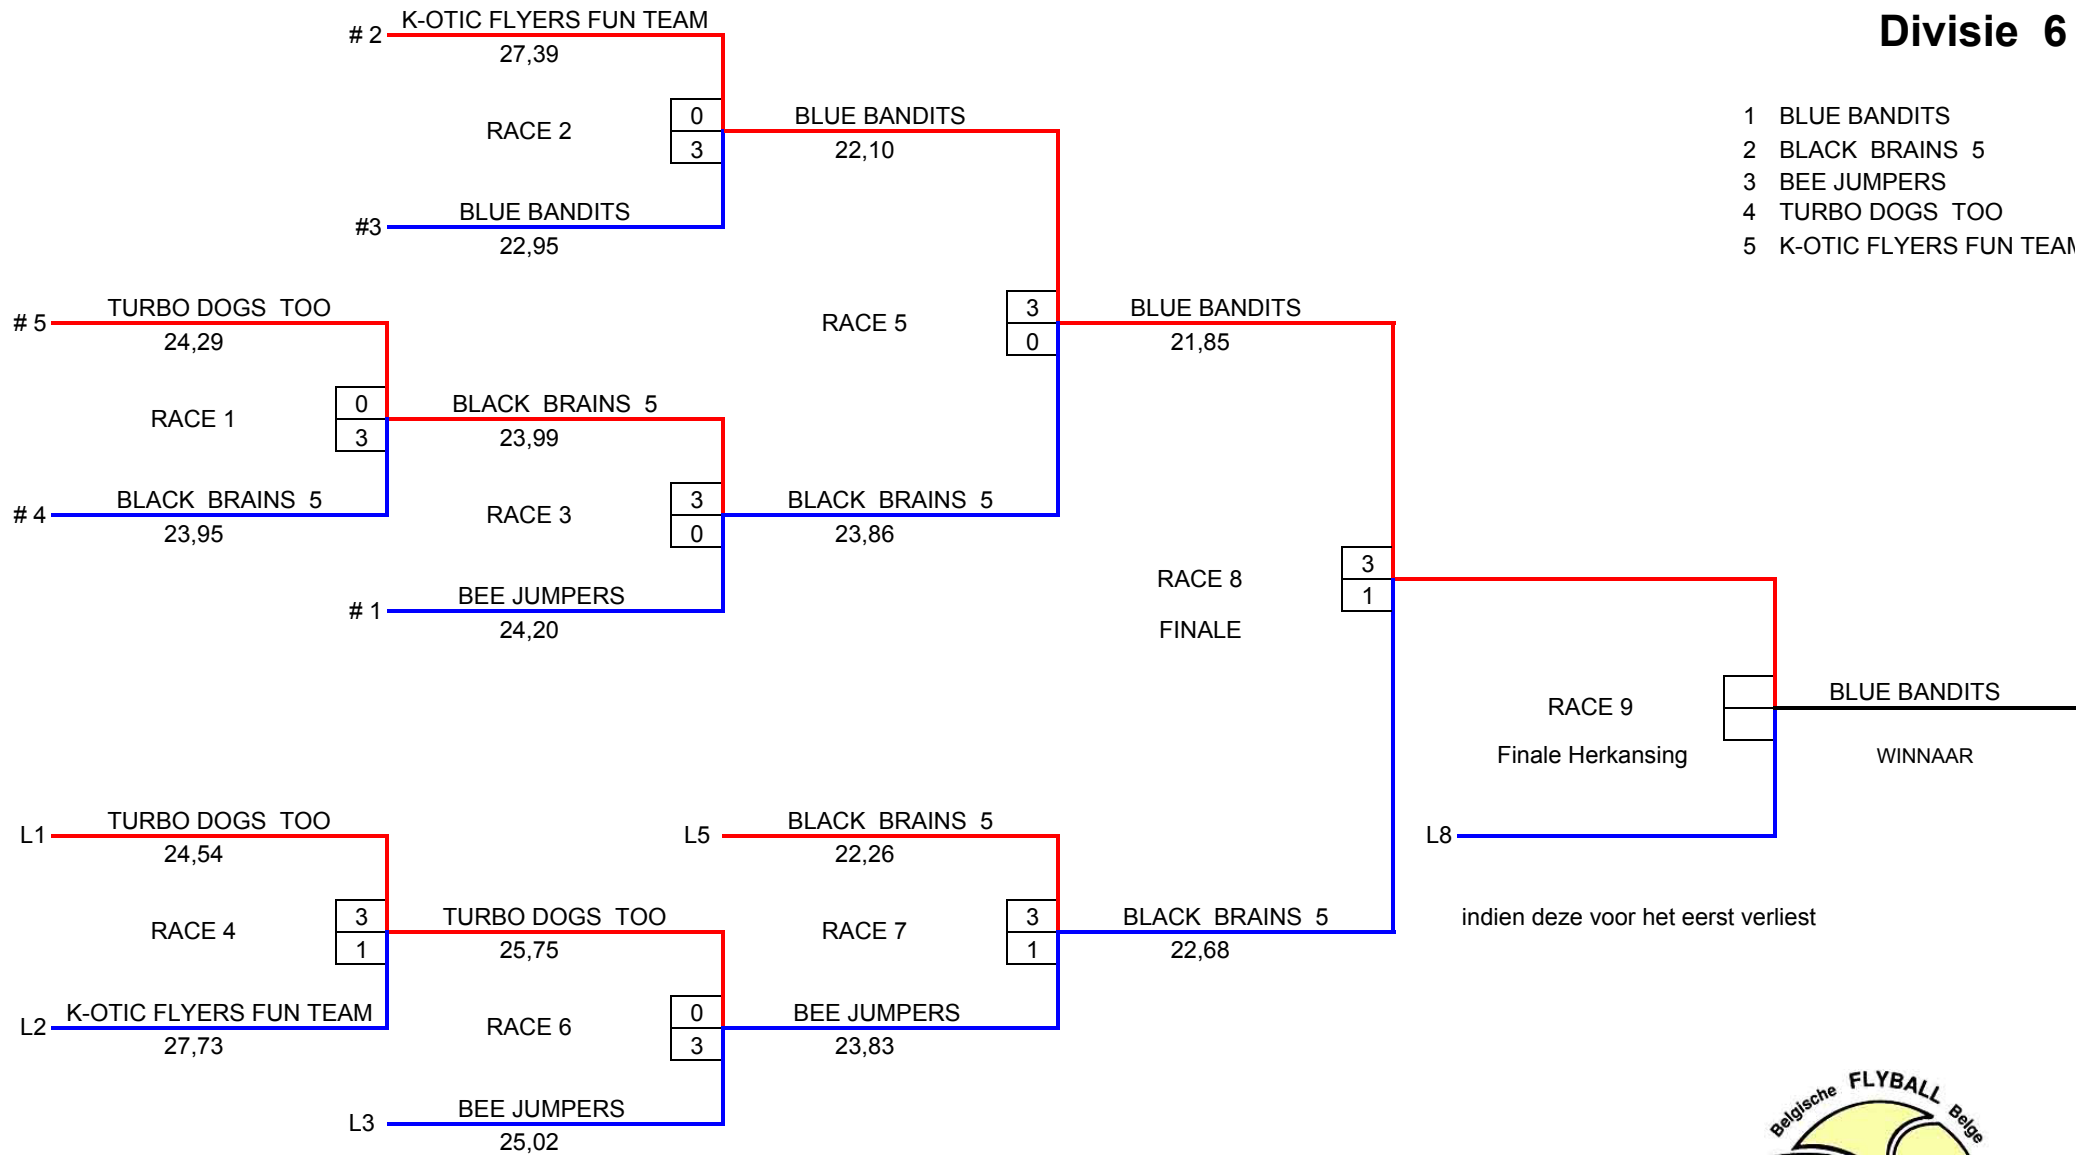 Divisie 6
1 BLUE BANDITS
2 BLACK BRAINS 5
3 BEE JUMPERS
4 TURBO DOGS TOO
5 K-OTIC FLYERS FUN TEAM
# 2 K-OTIC FLYERS FUN TEAM
27,39
RACE 2
0
3
#3 BLUE BANDITS
22,95
BLUE BANDITS
22,10
# 5 TURBO DOGS TOO
24,29
RACE 1
0
3
# 4 BLACK BRAINS 5
23,95
BLACK BRAINS 5
23,99
RACE 3
3
0
# 1 BEE JUMPERS
24,20
BLACK BRAINS 5
23,86
RACE 5
3
0
BLUE BANDITS
21,85
RACE 8
FINALE
3
1
L1 TURBO DOGS TOO
24,54
RACE 4
3
1
L2 K-OTIC FLYERS FUN TEAM
27,73
TURBO DOGS TOO
25,75
RACE 6
0
3
L3 BEE JUMPERS
25,02
L5 BLACK BRAINS 5
22,26
RACE 7
3
1
BEE JUMPERS
23,83
BLACK BRAINS 5
22,68
RACE 9
Finale Herkansing
BLUE BANDITS
WINNAAR
L8
indien deze voor het eerst verliest
Belgische FLYBALL Belge